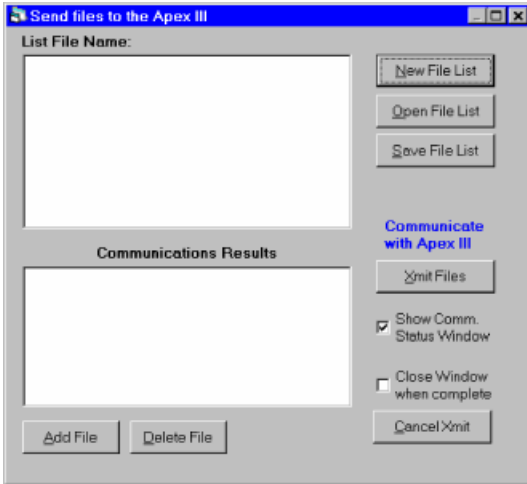 Send files to the Apex III
List File Name:
New File List
Open File List
Save File List
Communicate
with Apex III
Communications Results
Xmit Files
Show Comm.
Status Window
Close Window
when complete
Add File
Delete File
Cancel Xmit